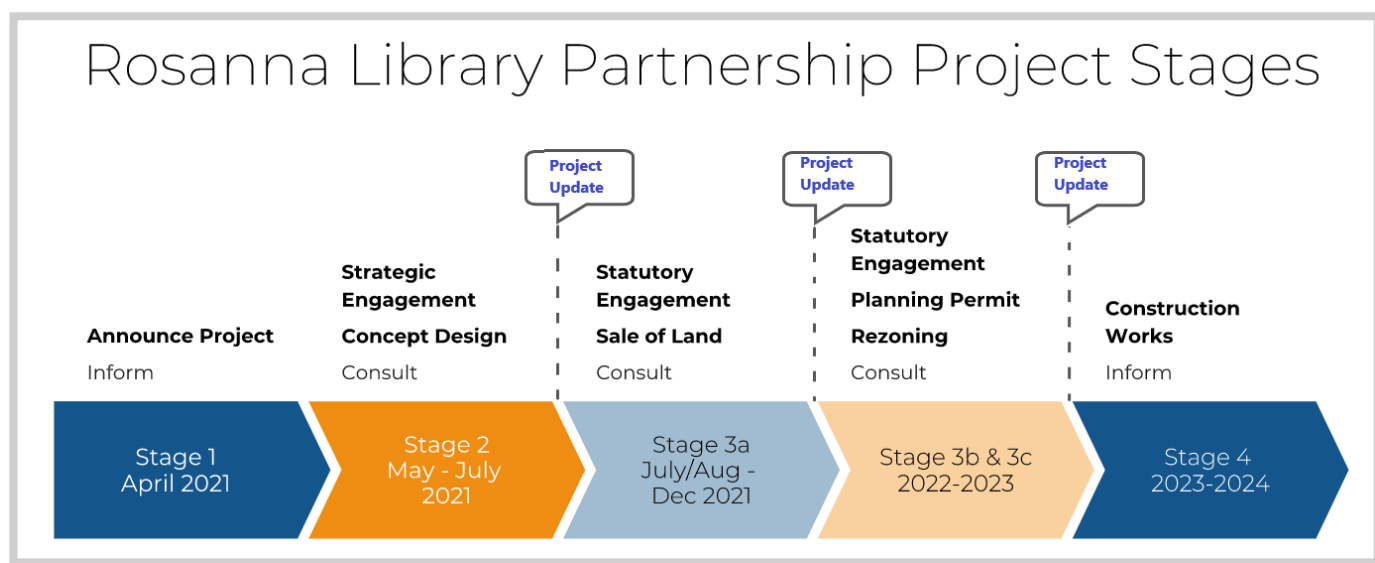 Rosanna Library Partnership Project Stages
Project
Update
Project
Update
Project
Update
Announce Project
Inform
Strategic
Engagement
Concept Design
Consult
Statutory
Engagement
Sale of Land
Consult
Statutory
Engagement
Planning Permit
Rezoning
Consult
Construction
Works
Inform
Stage 1
April 2021
Stage 2
May - July
2021
Stage 3a
July/Aug -
Dec 2021
Stage 3b & 3c
2022-2023
Stage 4
2023-2024